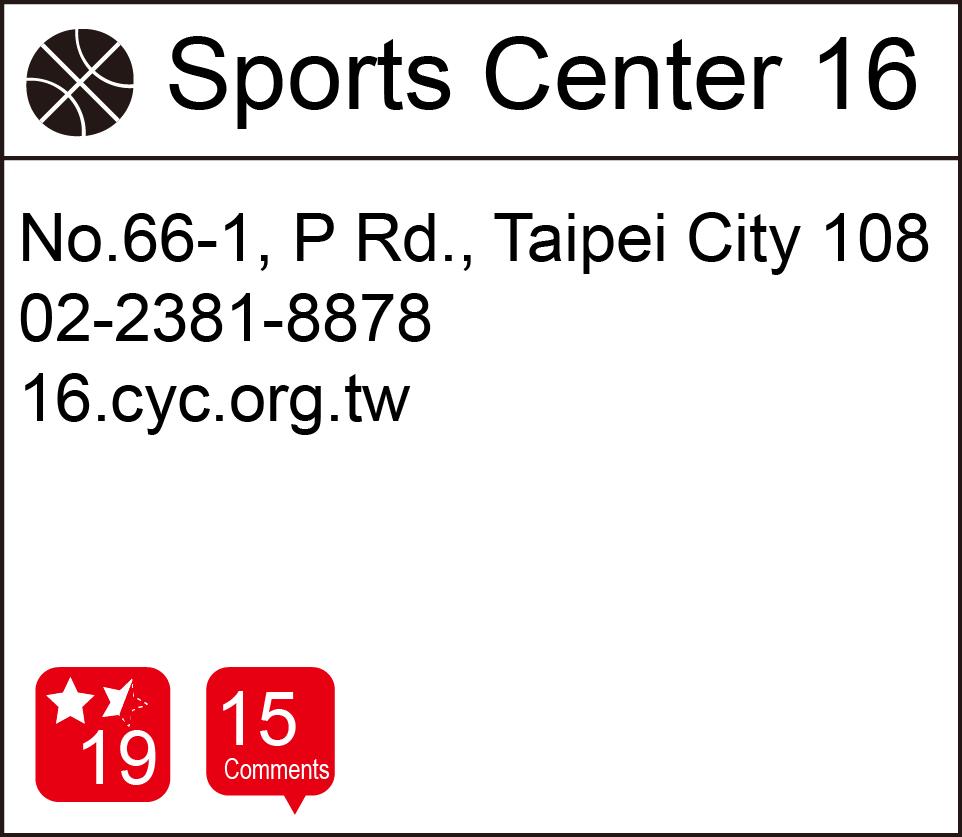 Sports Center 16
No.66-1, P Rd., Taipei City 108
02-2381-8878
16.cyc.org.tw
19
15
Comments